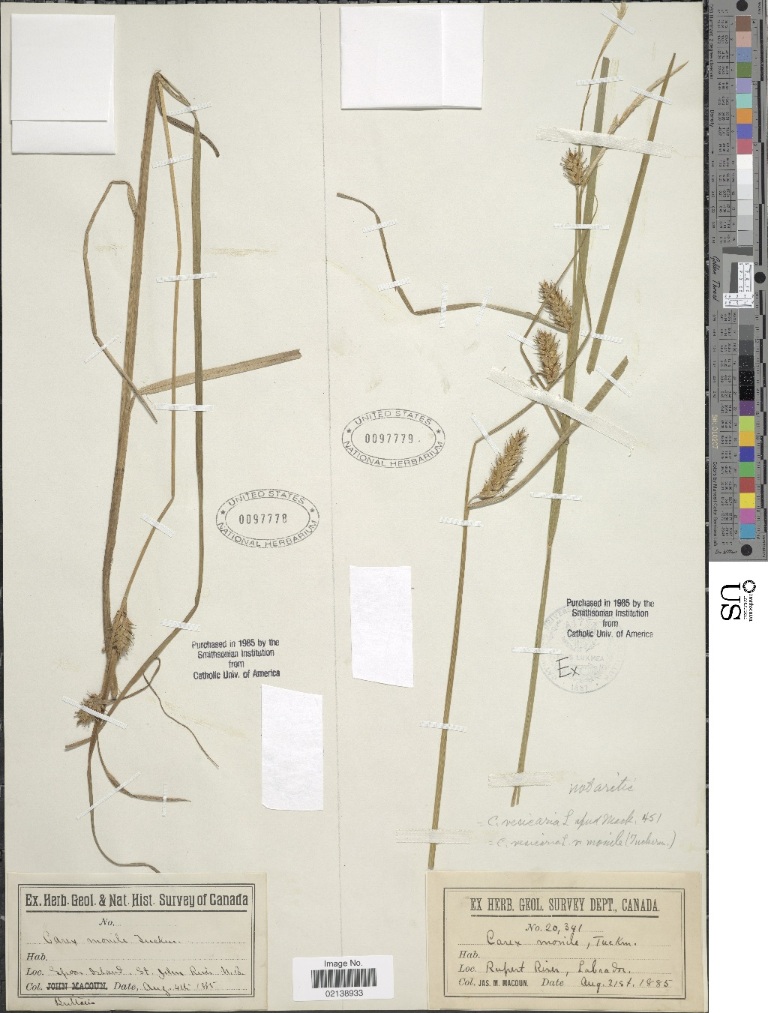 UNITED STATES
0097779
NATIONAL HERBARIUM
UNITED STATES
0097778
NATIONAL HERBARIUM
Purchased in 1985 by the
Smithsonian Institution
from
Catholic Univ. of America
Purchased in 1985 by the
Smithsonian Institution
from
Catholic Univ. of America
Ex
not arctic
C. vesicaria L. apud Mack. 451
= C. vesicaria L. v. monile (Tuckerm.)
Ex. Herb. Geol. & Nat. Hist. Survey of Canada
No.
Carex monile Tuckm.
Hab.
Loc. Spoon Island St. John River N.B.
Col. JOHN MACOUN, Date, Aug. 4th 1885
Image No.
02138933
EX HERB. GEOL. SURVEY DEPT., CANADA.
No. 20,391
Carex monile, Tuckm.
Hab.
Loc. Rupert River, Labrador.
Col. JAS. M. MACOUN. Date Aug. 21st, 1885
US